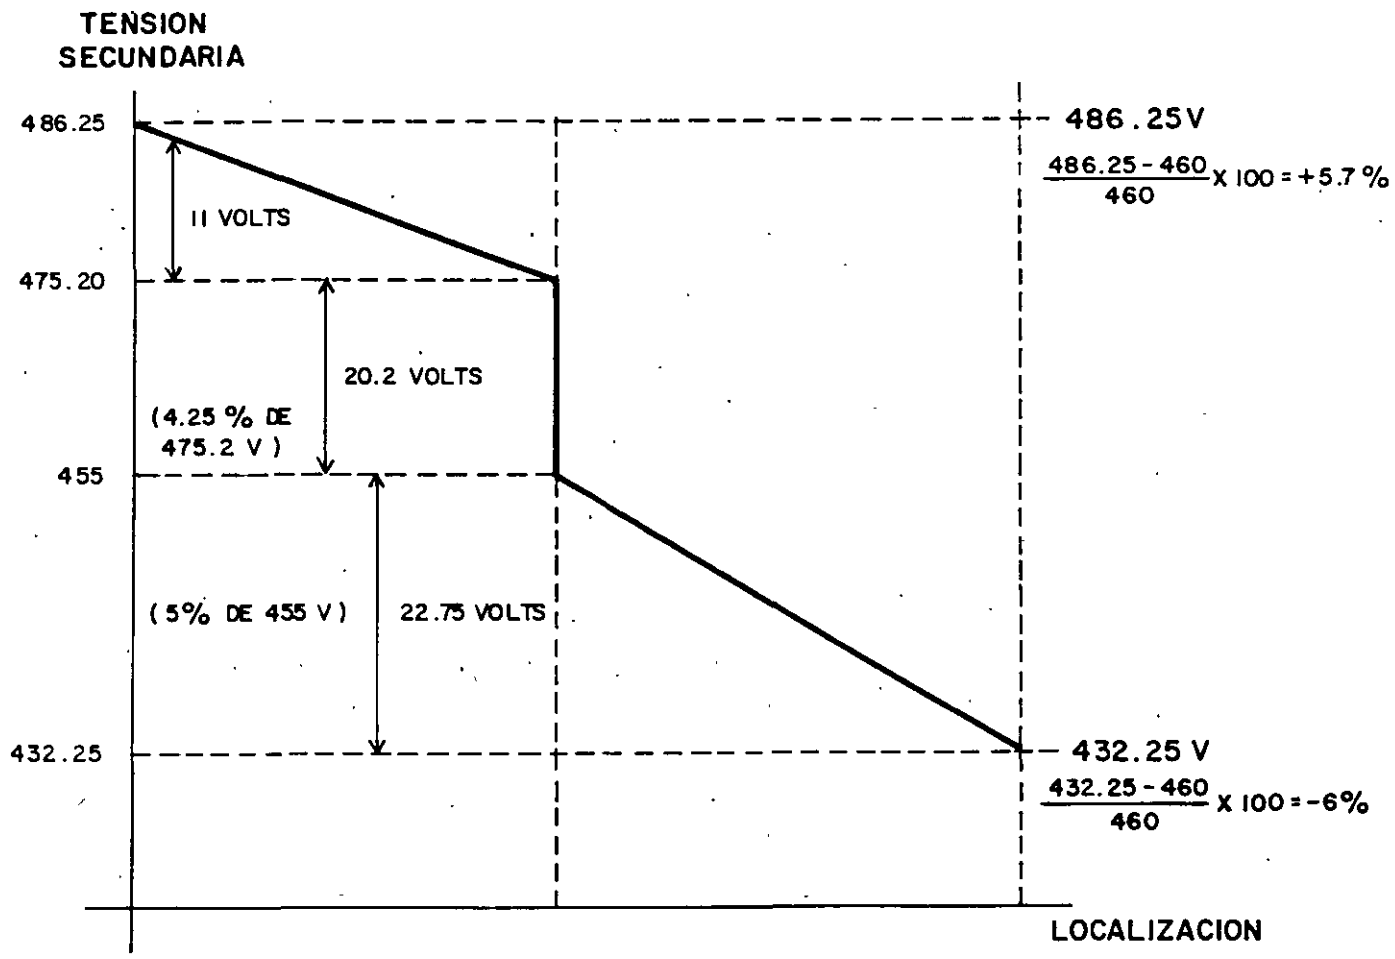 TENSION
SECUNDARIA
486.25
486.25 V
486.25 - 460
460
X 100 = +5.7 %
11 VOLTS
475.20
20.2 VOLTS
(4.25 % DE
475.2 V )
455
( 5% DE 455 V )
22.75 VOLTS
432.25
432.25 V
432.25 - 460
460
X 100 = -6%
LOCALIZACION